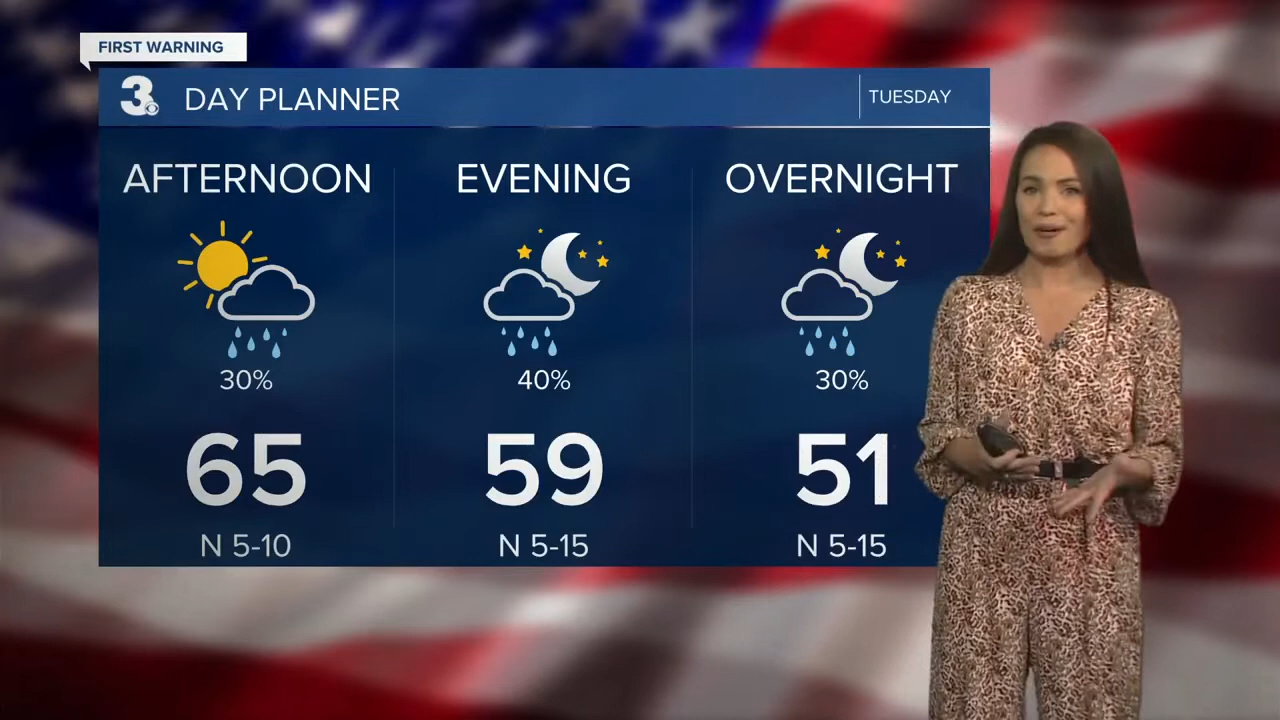 FIRST WARNING
3 DAY PLANNER
TUESDAY
AFTERNOON
30%
65
N 5-10
EVENING
40%
59
N 5-15
OVERNIGHT
30%
51
N 5-15